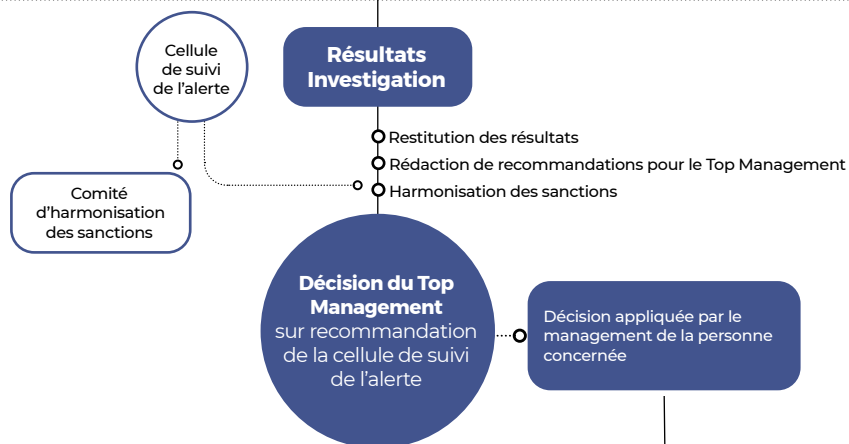 Cellule
de suivi
de l'alerte
Résultats
Investigation
Restitution des résultats
Rédaction de recommandations pour le Top Management
Harmonisation des sanctions
Comité
d'harmonisation
des sanctions
Décision du Top
Management
sur recommandation
de la cellule de suivi
de l'alerte
Décision appliquée par le
management de la personne
concernée